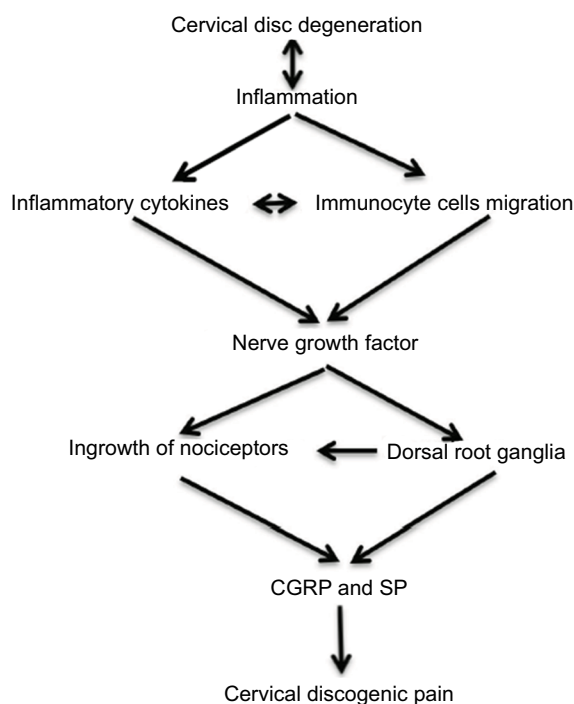 Cervical disc degeneration
Inflammation
Inflammatory cytokines
Immunocyte cells migration
Nerve growth factor
Ingrowth of nociceptors
Dorsal root ganglia
CGRP and SP
Cervical discogenic pain